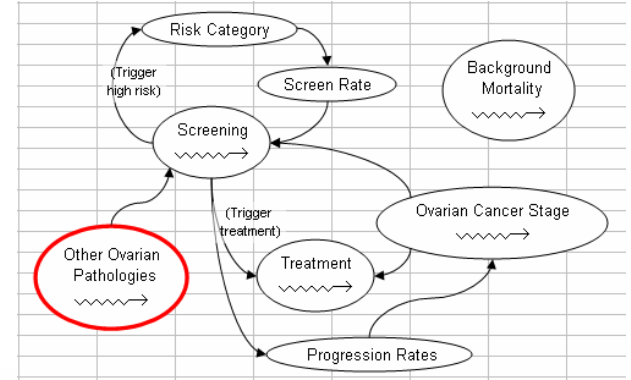 Risk Category
(Trigger
high risk)
Screen Rate
Background
Mortality
Screening
(Trigger
treatment)
Ovarian Cancer Stage
Other Ovarian
Pathologies
Treatment
Progression Rates